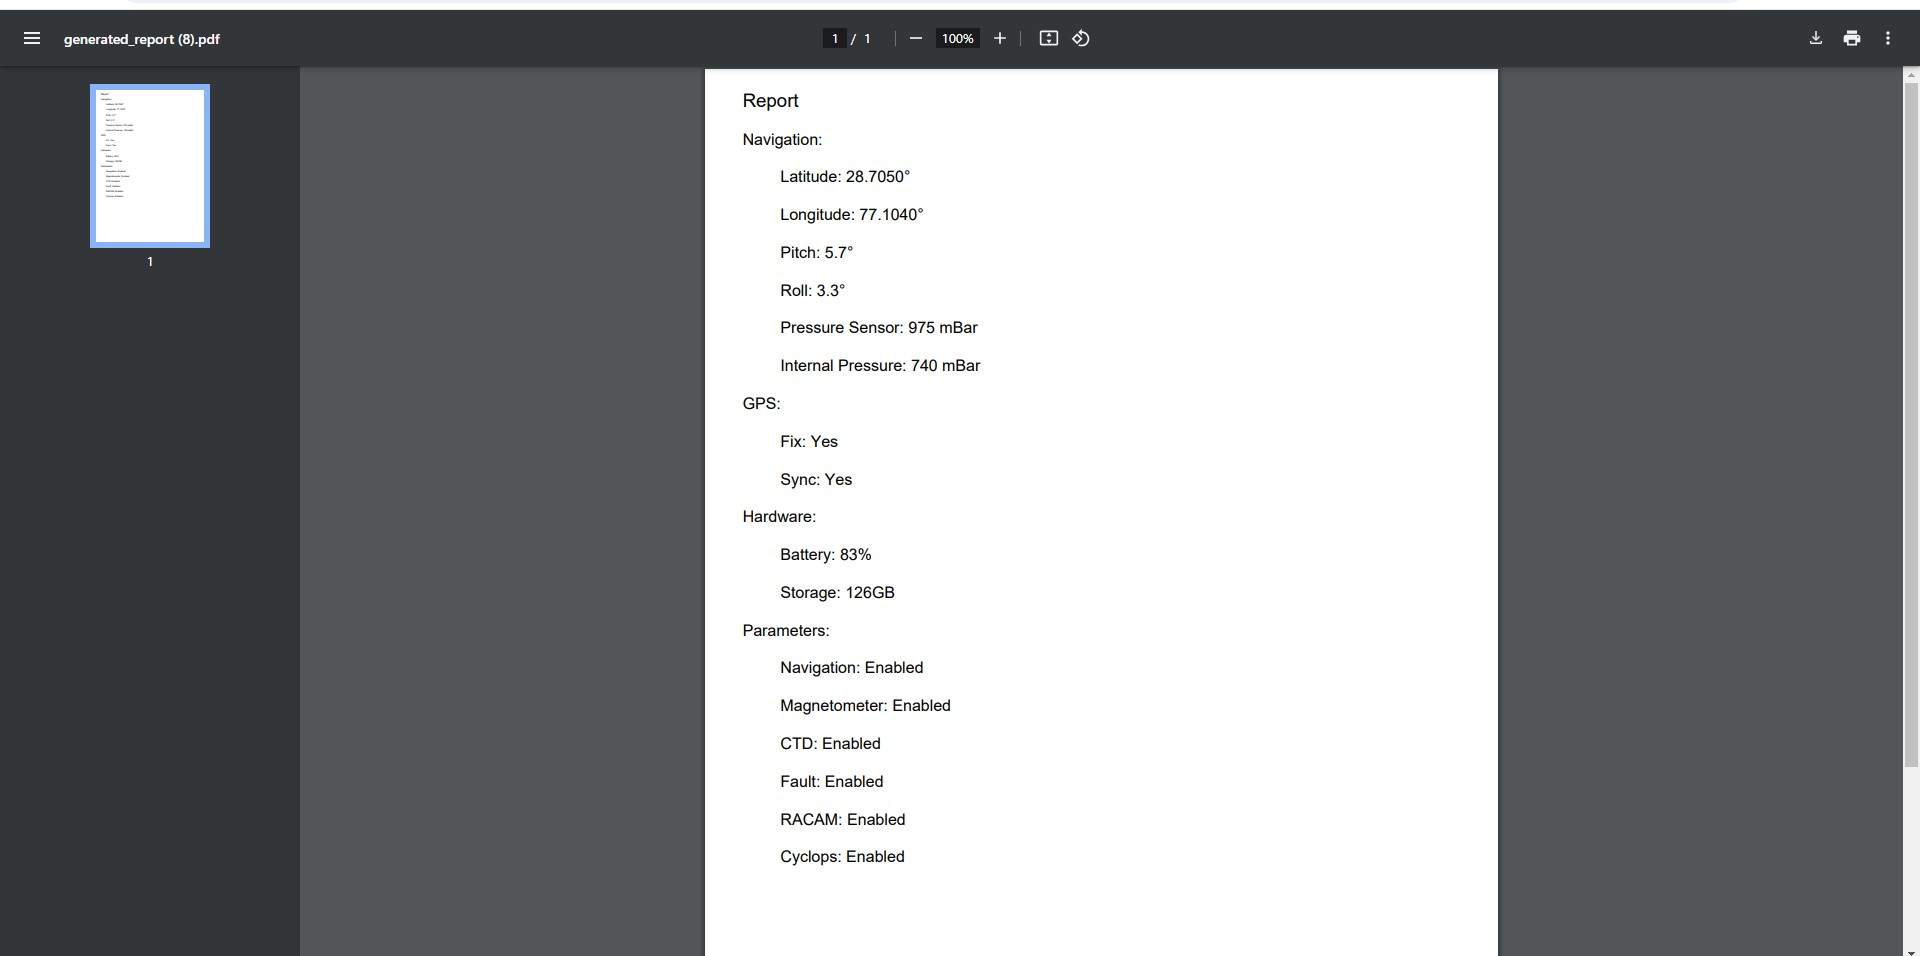 generated_report (8).pdf
1 / 1
100%
1
Report
Navigation:
Latitude: 28.7050°
Longitude: 77.1040°
Pitch: 5.7°
Roll: 3.3°
Pressure Sensor: 975 mBar
Internal Pressure: 740 mBar
GPS:
Fix: Yes
Sync: Yes
Hardware:
Battery: 83%
Storage: 126GB
Parameters:
Navigation: Enabled
Magnetometer: Enabled
CTD: Enabled
Fault: Enabled
RACAM: Enabled
Cyclops: Enabled